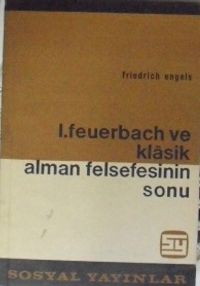 friedrich engels
l.feuerbach ve
klâsik
alman felsefesinin
sonu
SY
SOSYAL YAYINLAR